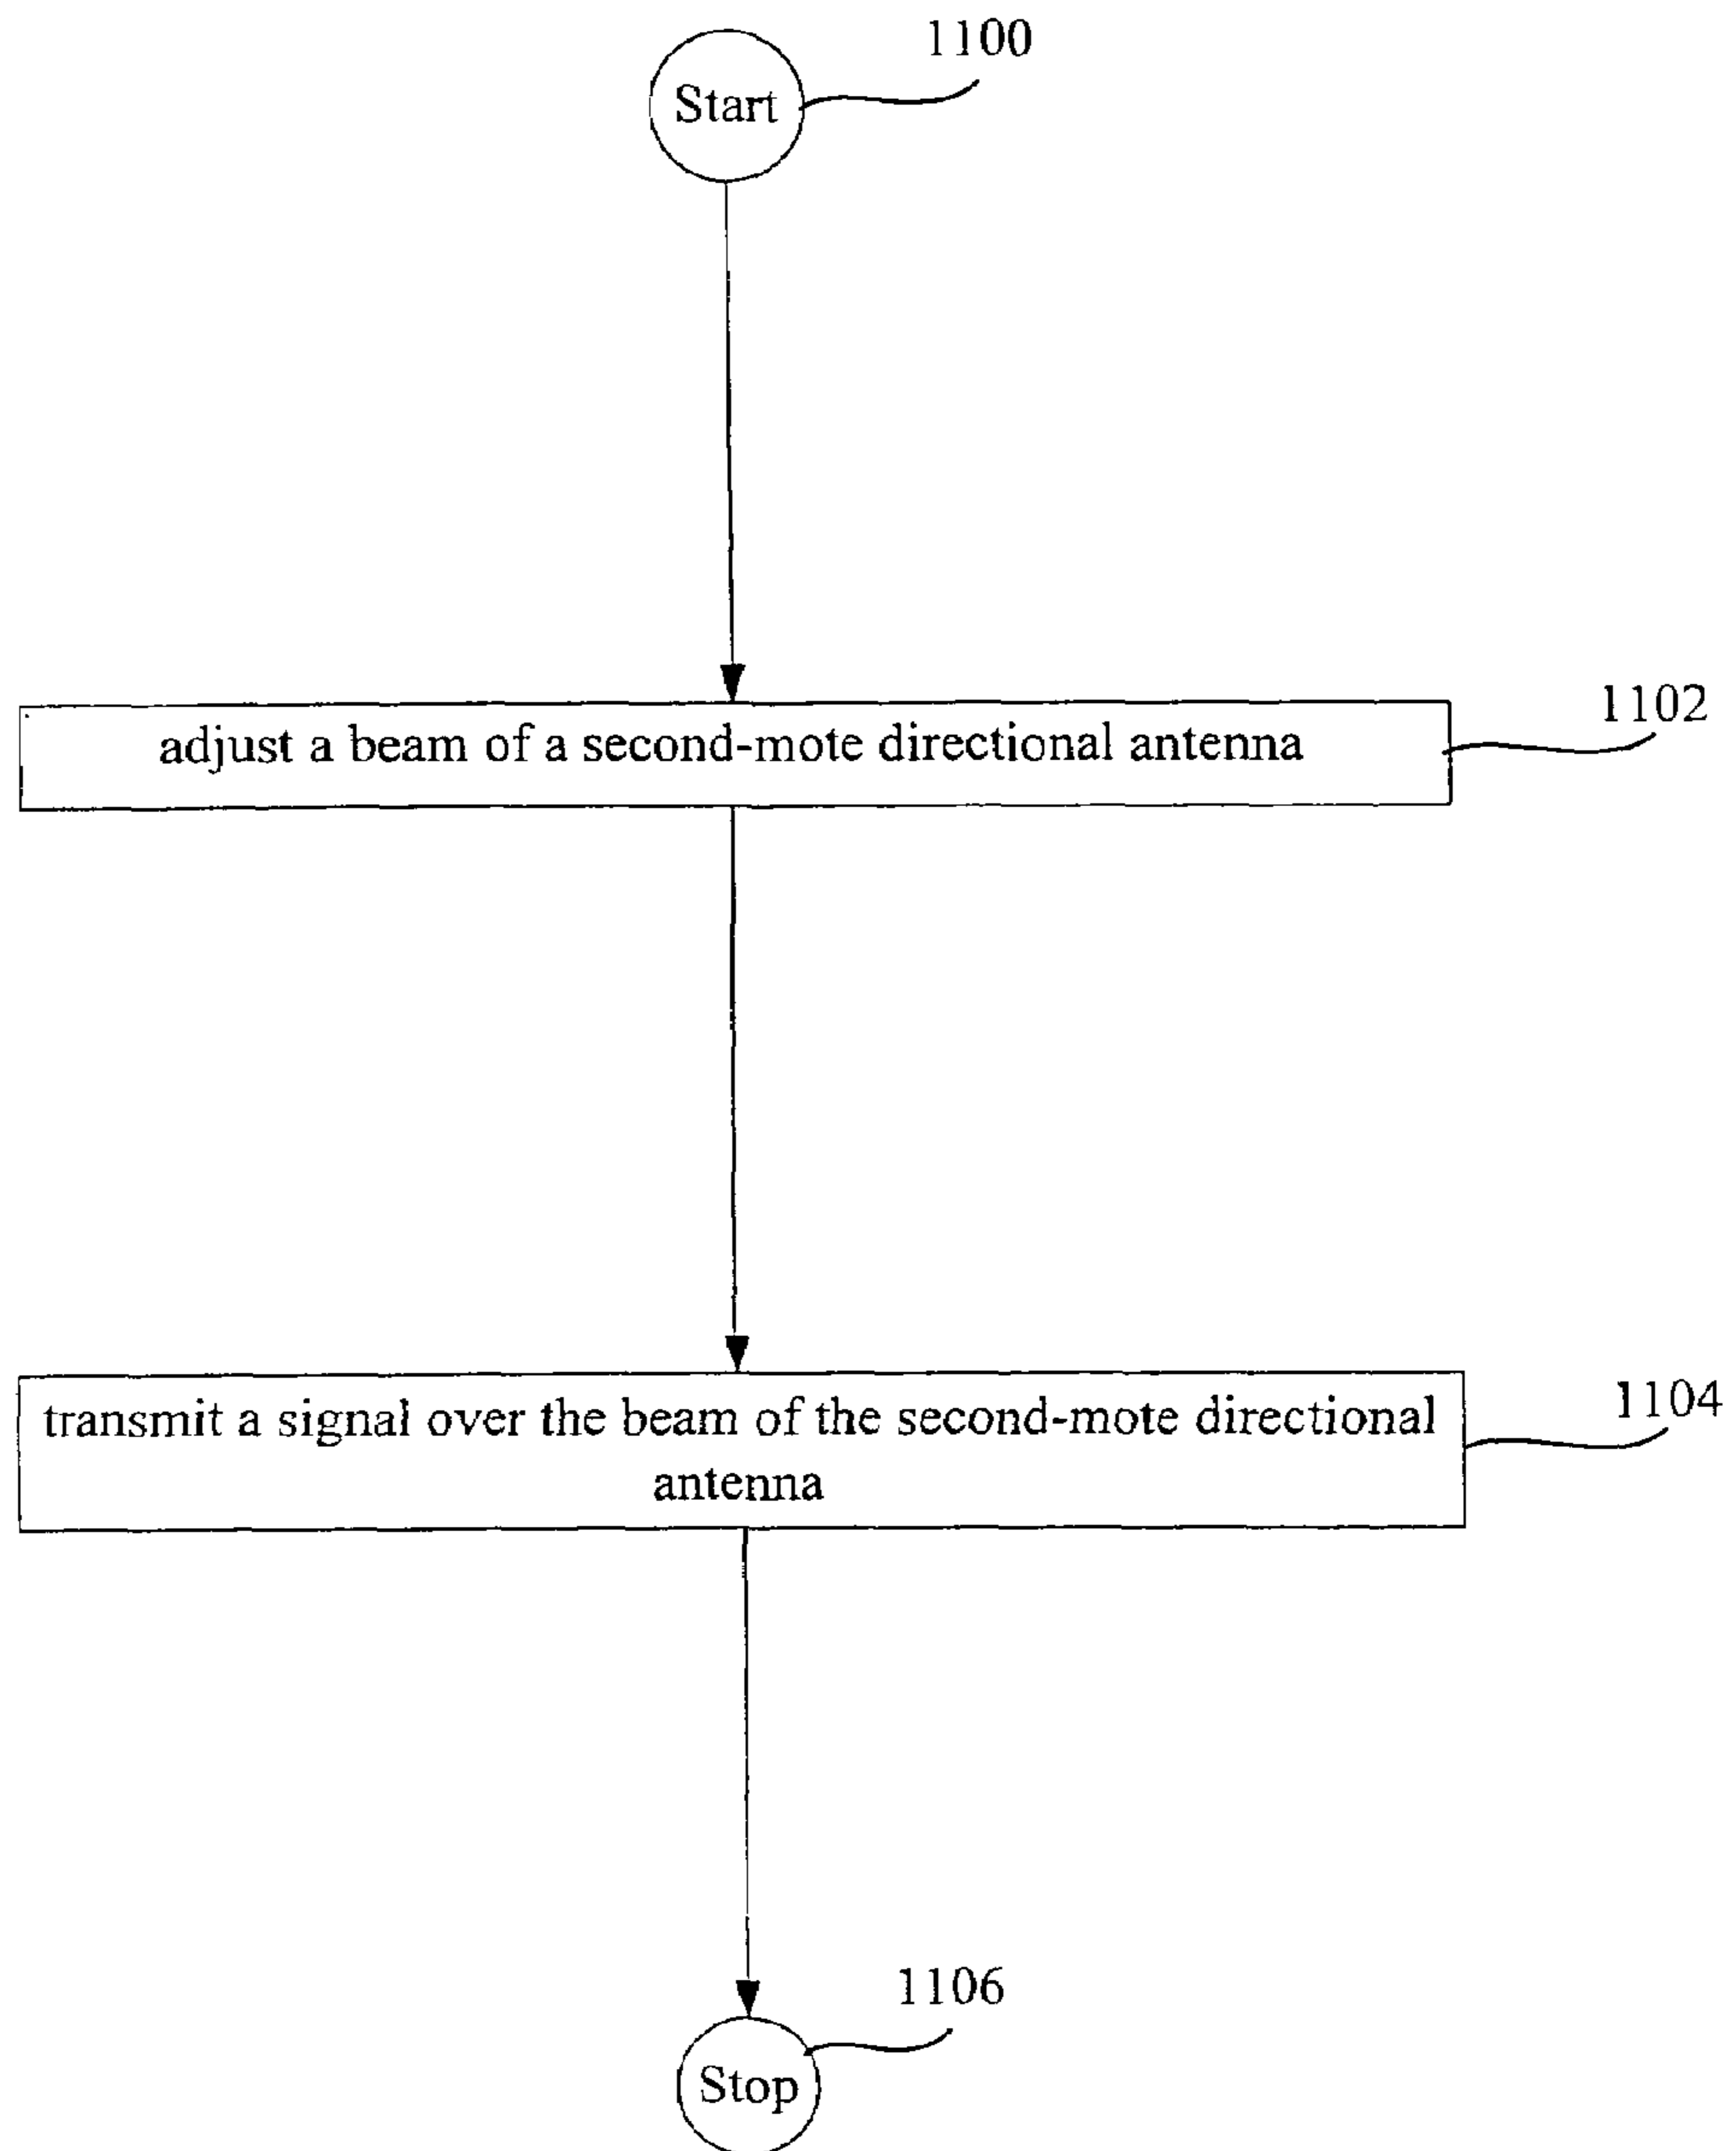 1100
Start
1102
adjust a beam of a second-mote directional antenna
1104
transmit a signal over the beam of the second-mote directional
antenna
1106
Stop